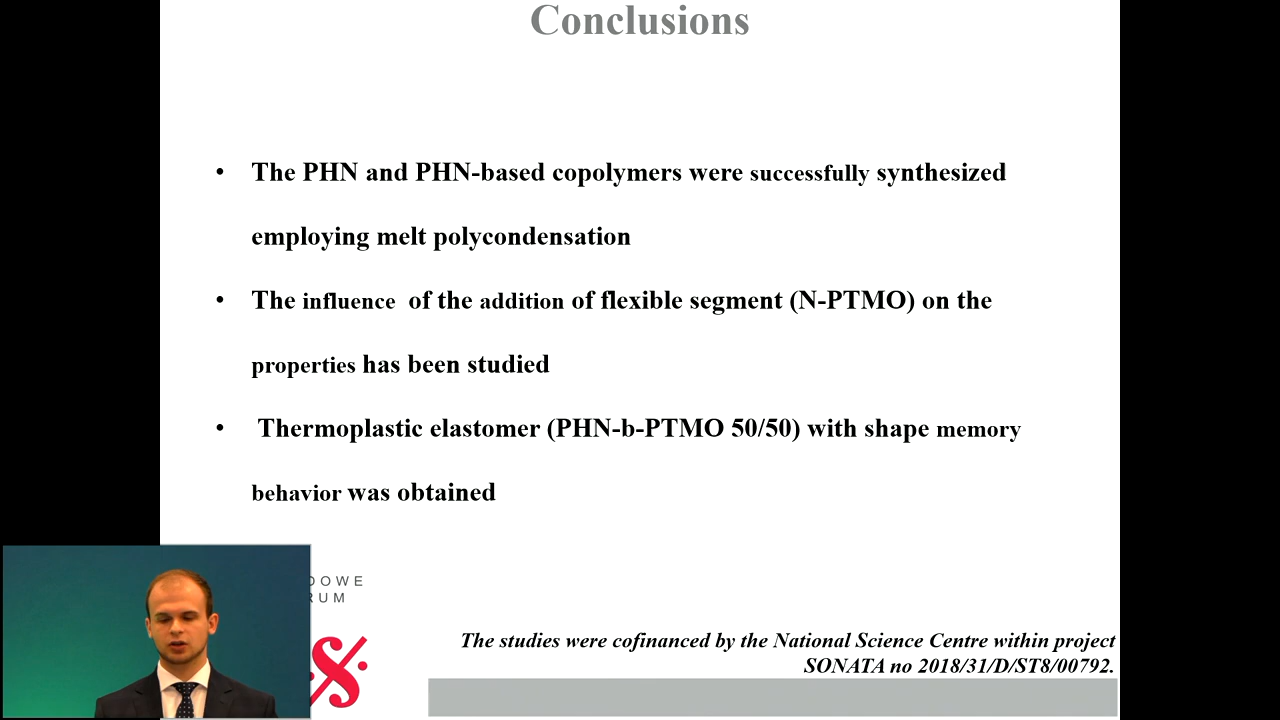 Conclusions
• The PHN and PHN-based copolymers were successfully synthesized
employing melt polycondensation
• The influence of the addition of flexible segment (N-PTMO) on the
properties has been studied
• Thermoplastic elastomer (PHN-b-PTMO 50/50) with shape memory
behavior was obtained
DOWE
RUM
The studies were cofinanced by the National Science Centre within project
SONATA no 2018/31/D/ST8/00792.